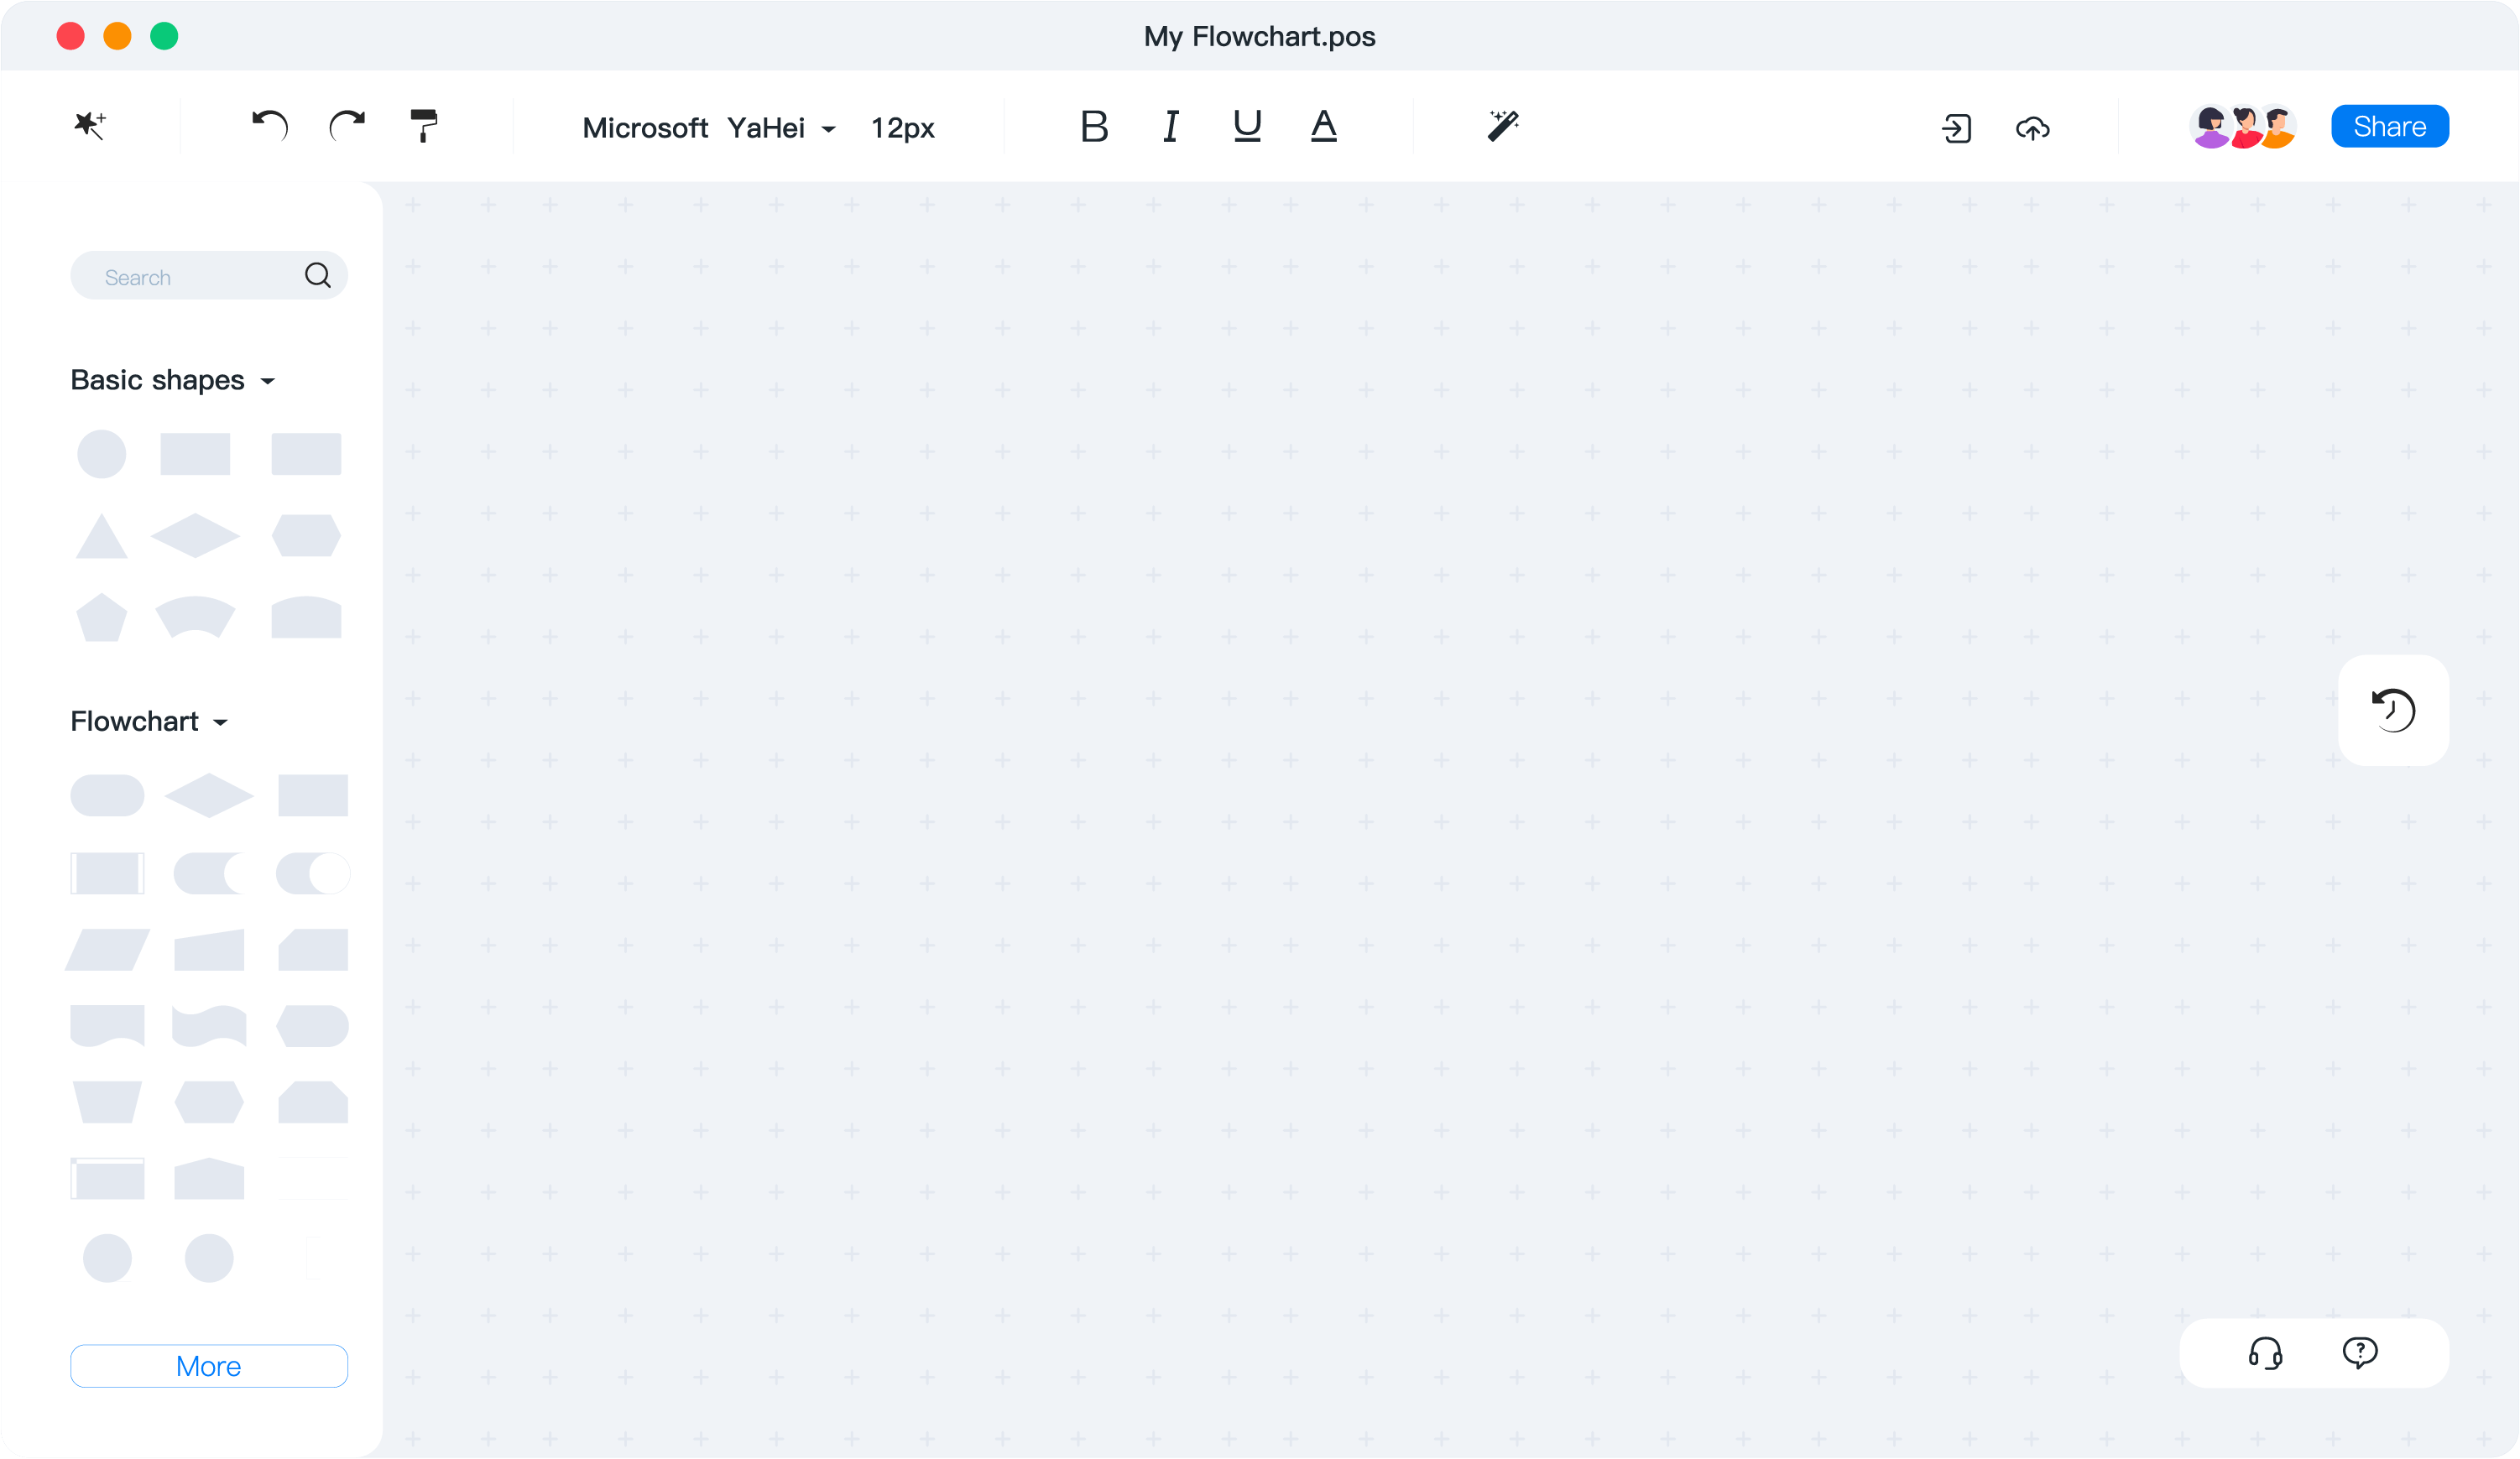 My Flowchart.pos
Microsoft YaHei 12px B I U A Share
Search
Basic shapes
Flowchart
More